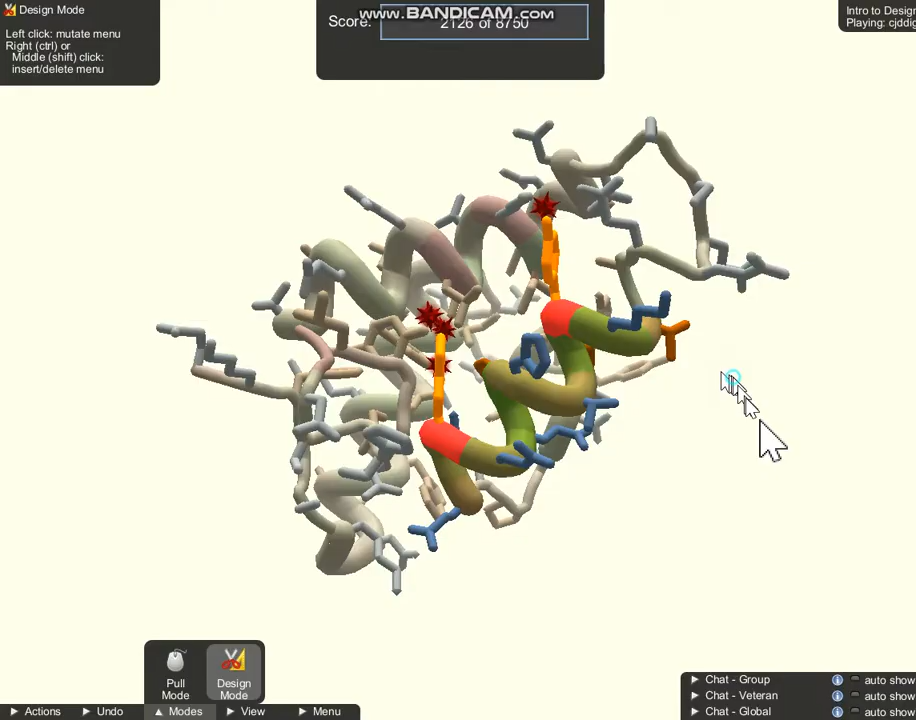 Design Mode
Left click: mutate menu
Right (ctrl) or
Middle (shift) click:
insert/delete menu
www.BANDICAM.com
Score: 2126 of 8750
Intro to Design
Playing: cjddig
Pull
Mode
Design
Mode
Actions
Undo
Modes
View
Menu
Chat - Group
auto show
Chat - Veteran
auto show
Chat - Global
auto show